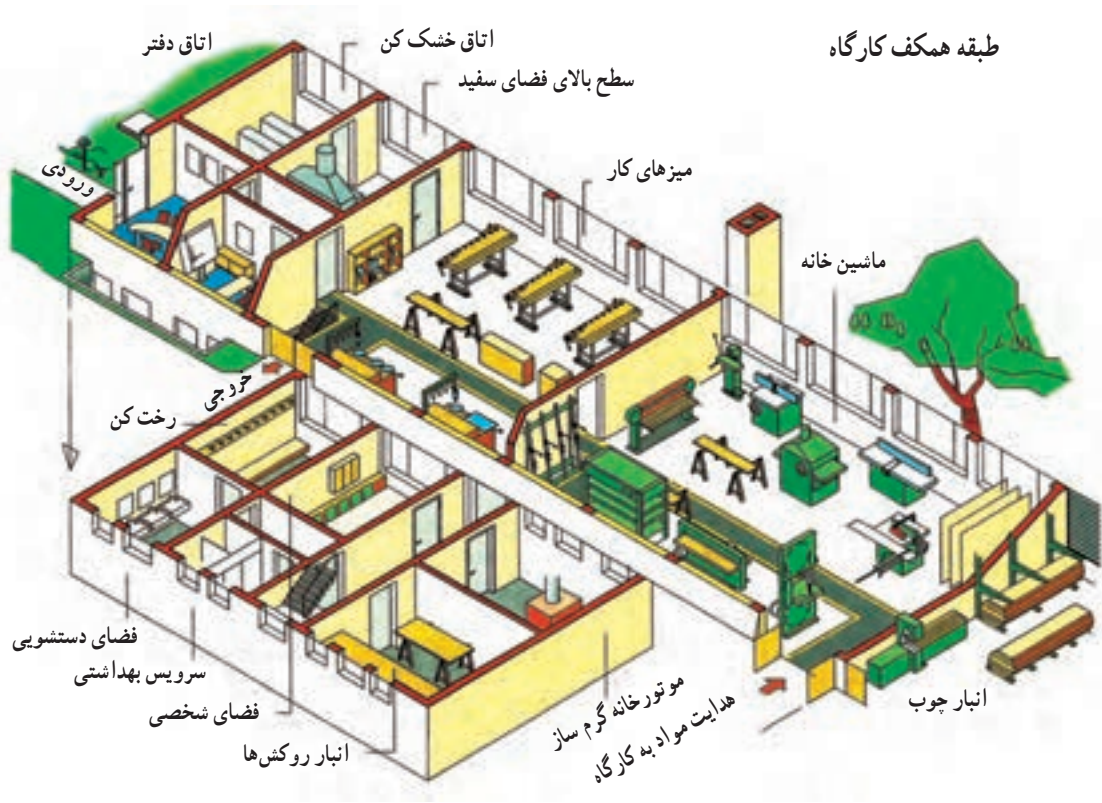 طبقه همکف کارگاه
اتاق خشک کن
اتاق دفتر
سطح بالای فضای سفید
میزهای کار
ورودی
ماشین خانه
خروجی
رخت کن
فضای دستشویی
سرویس بهداشتی
فضای شخصی
انبار روکش‌ها
موتورخانه گرم ساز
هدایت مواد به کارگاه
انبار چوب